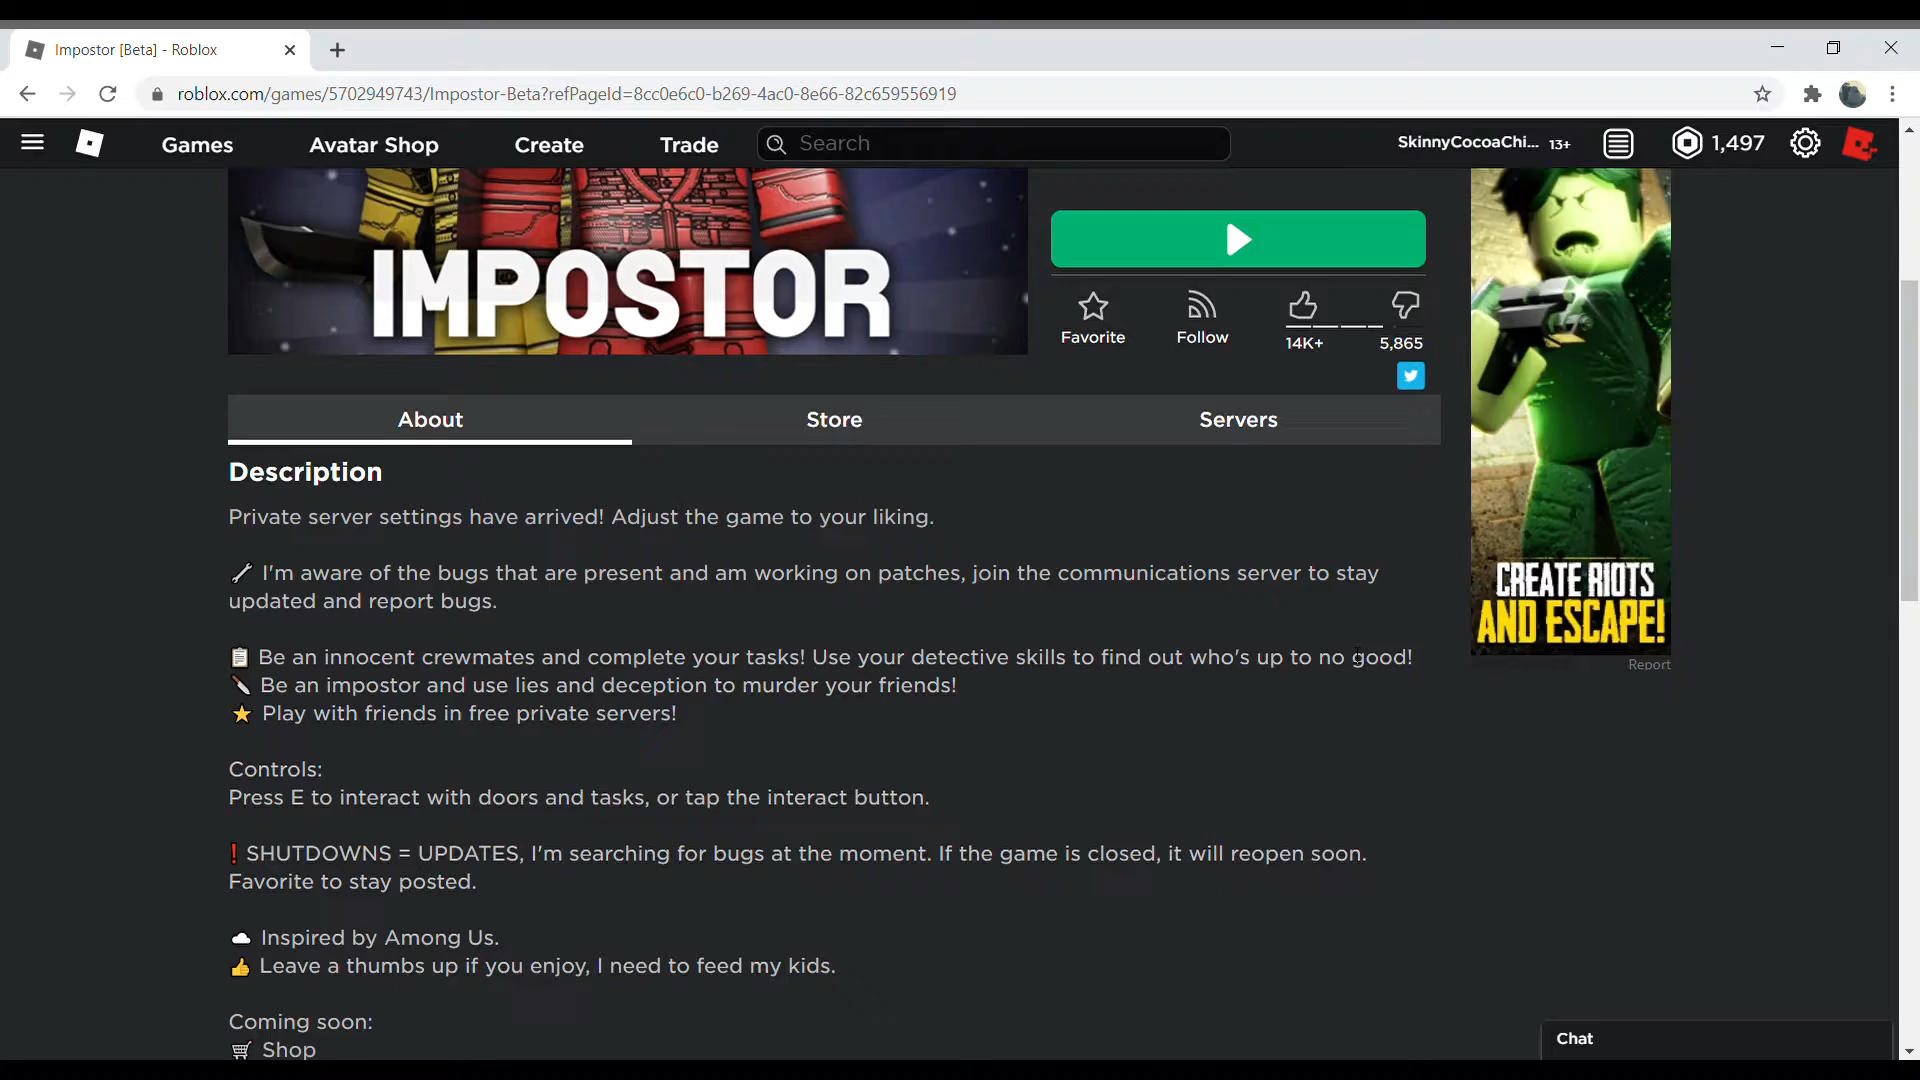 Impostor [Beta] - Roblox
roblox.com/games/5702949743/Impostor-Beta?refPageId=8cc0e6c0-b269-4ac0-8e66-82c659556919
Games Avatar Shop Create Trade Search SkinnyCocoaChi... 13+ 1,497
IMPOSTOR
Favorite Follow 14K+ 5,865
CREATE RIOTS
AND ESCAPE!
Report
About Store Servers
Description
Private server settings have arrived! Adjust the game to your liking.
🔧 I'm aware of the bugs that are present and am working on patches, join the communications server to stay
updated and report bugs.
📋 Be an innocent crewmates and complete your tasks! Use your detective skills to find out who's up to no good!
🔪 Be an impostor and use lies and deception to murder your friends!
⭐ Play with friends in free private servers!
Controls:
Press E to interact with doors and tasks, or tap the interact button.
❗ SHUTDOWNS = UPDATES, I'm searching for bugs at the moment. If the game is closed, it will reopen soon.
Favorite to stay posted.
☁️ Inspired by Among Us.
👍 Leave a thumbs up if you enjoy, I need to feed my kids.
Coming soon:
🛒 Shop
Chat